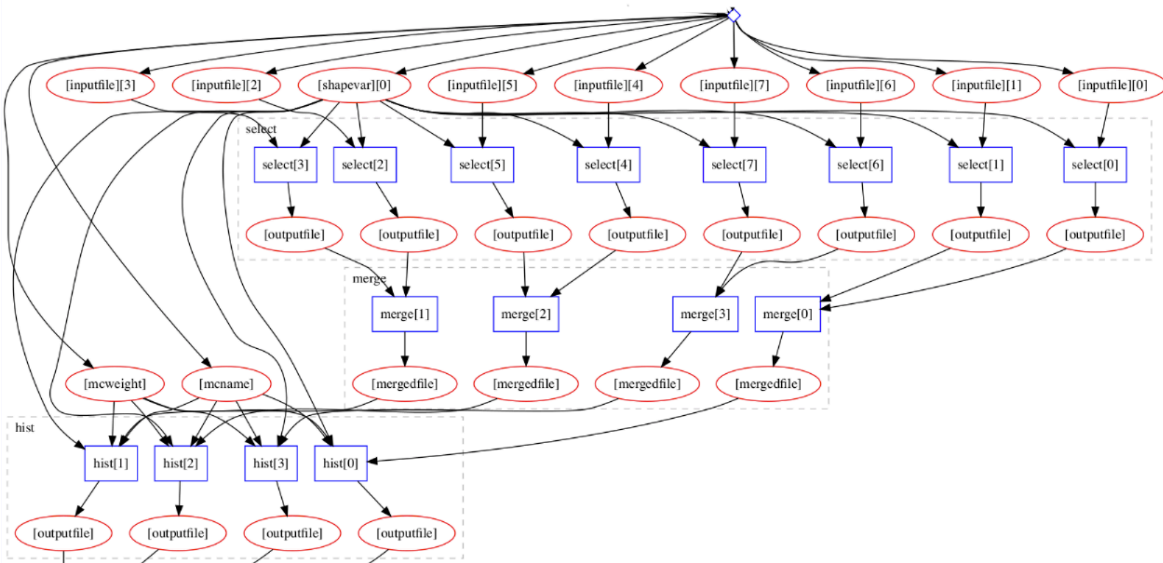 [inputfile][3] [inputfile][2] [shapevar][0] [inputfile][5] [inputfile][4] [inputfile][7] [inputfile][6] [inputfile][1] [inputfile][0]
select
select[3] select[2] select[5] select[4] select[7] select[6] select[1] select[0]
[outputfile] [outputfile] [outputfile] [outputfile] [outputfile] [outputfile] [outputfile] [outputfile]
merge
merge[1] merge[2] merge[3] merge[0]
[mcweight] [mcname] [mergedfile] [mergedfile] [mergedfile] [mergedfile]
hist
hist[1] hist[2] hist[3] hist[0]
[outputfile] [outputfile] [outputfile] [outputfile]